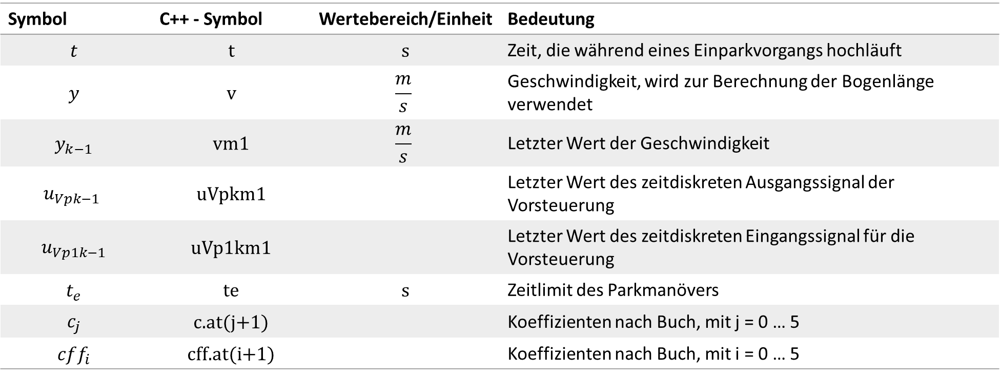 Symbol C++ - Symbol Wertebereich/Einheit Bedeutung
t t s Zeit, die während eines Einparkvorgangs hochläuft
y v m/s Geschwindigkeit, wird zur Berechnung der Bogenlänge
verwendet
y_{k−1} vm1 m/s Letzter Wert der Geschwindigkeit
u_{Vpk−1} uVpkm1 Letzter Wert des zeitdiskreten Ausgangssignal der
Vorsteuerung
u_{Vp1k−1} uVp1km1 Letzter Wert des zeitdiskreten Eingangssignal für die
Vorsteuerung
t_e te s Zeitlimit des Parkmanövers
c_j c.at(j+1) Koeffizienten nach Buch, mit j = 0 … 5
cff_i cff.at(i+1) Koeffizienten nach Buch, mit i = 0 … 5